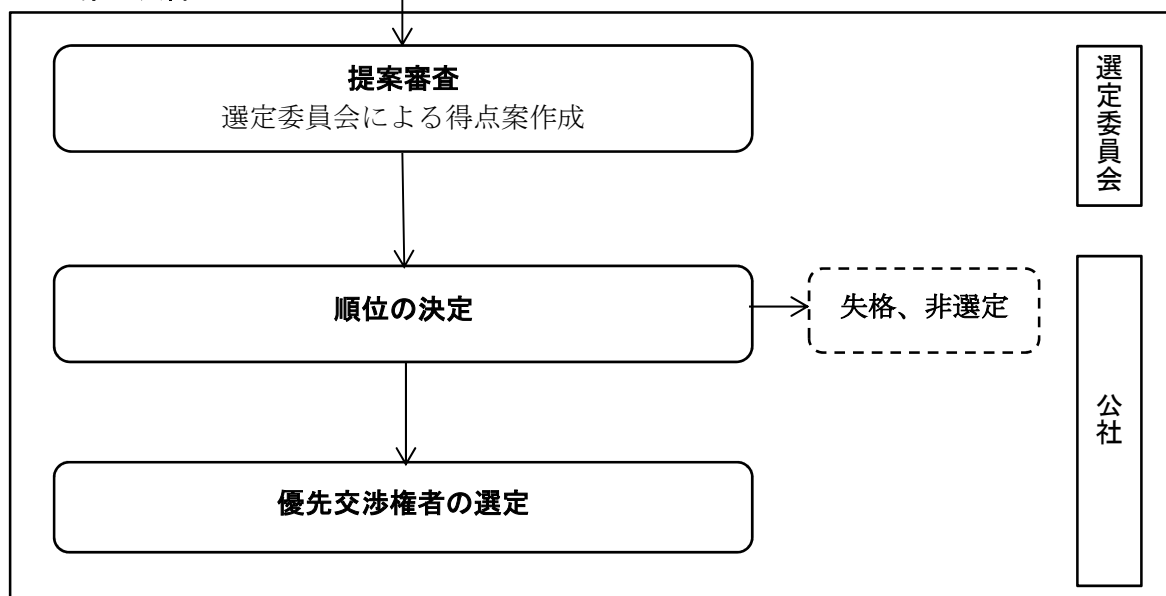 提案審査
選定委員会による得点案作成
選定委員会
順位の決定
失格、非選定
公社
優先交渉権者の選定